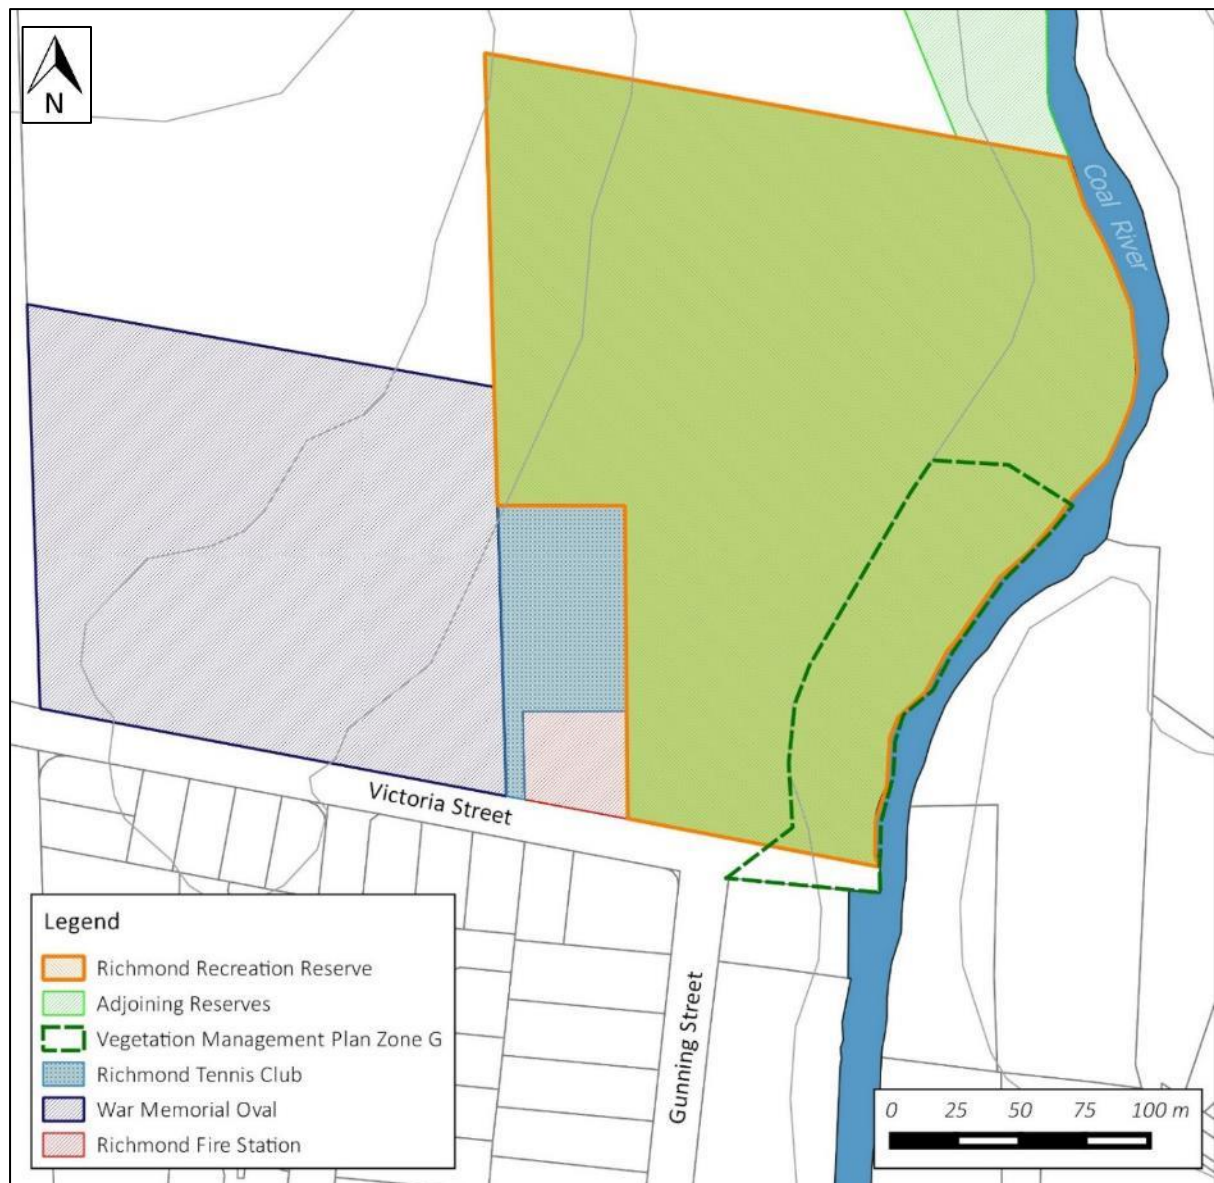 N
Coal River
Victoria Street
Gunning Street
Legend
Richmond Recreation Reserve
Adjoining Reserves
Vegetation Management Plan Zone G
Richmond Tennis Club
War Memorial Oval
Richmond Fire Station
0 25 50 75 100 m